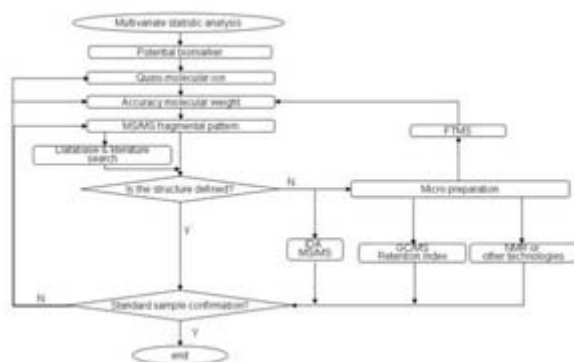 Multivariate statistic analysis
Potential biomarker
Quasi-molecular ion
Accuracy molecular weight
MS/MS fragmental pattern
FTMS
Database & literature
search
Is the structure defined?
N
Micro preparation
Y
IDA
MS/MS
GC/MS
Retention index
NMR or
other technologies
N
Standard sample confirmation?
Y
end